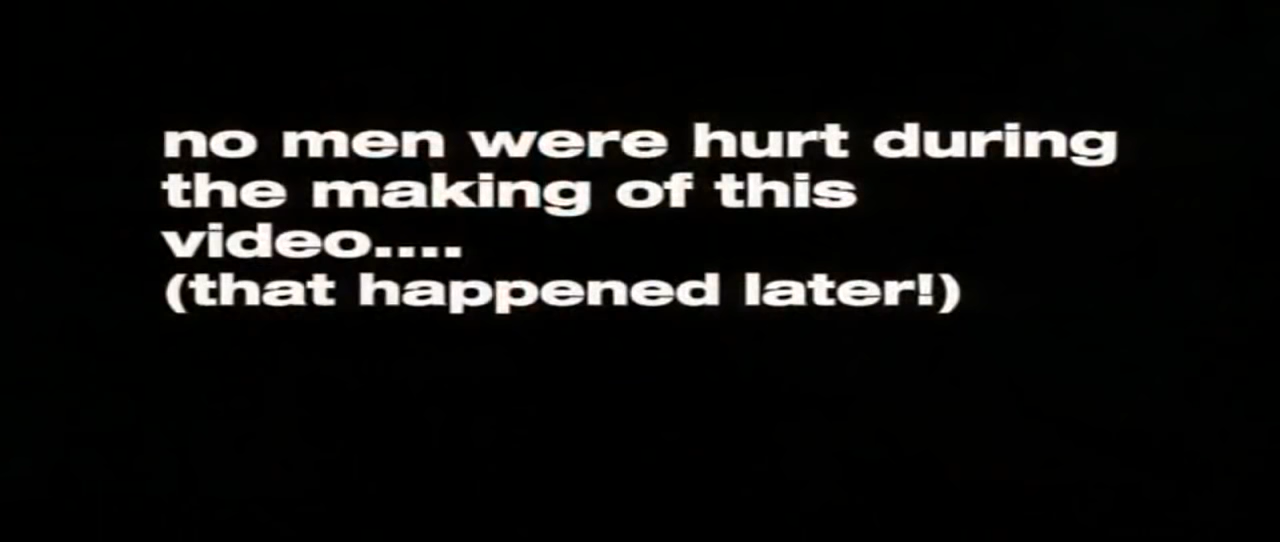 no men were hurt during
the making of this
video....
(that happened later!)